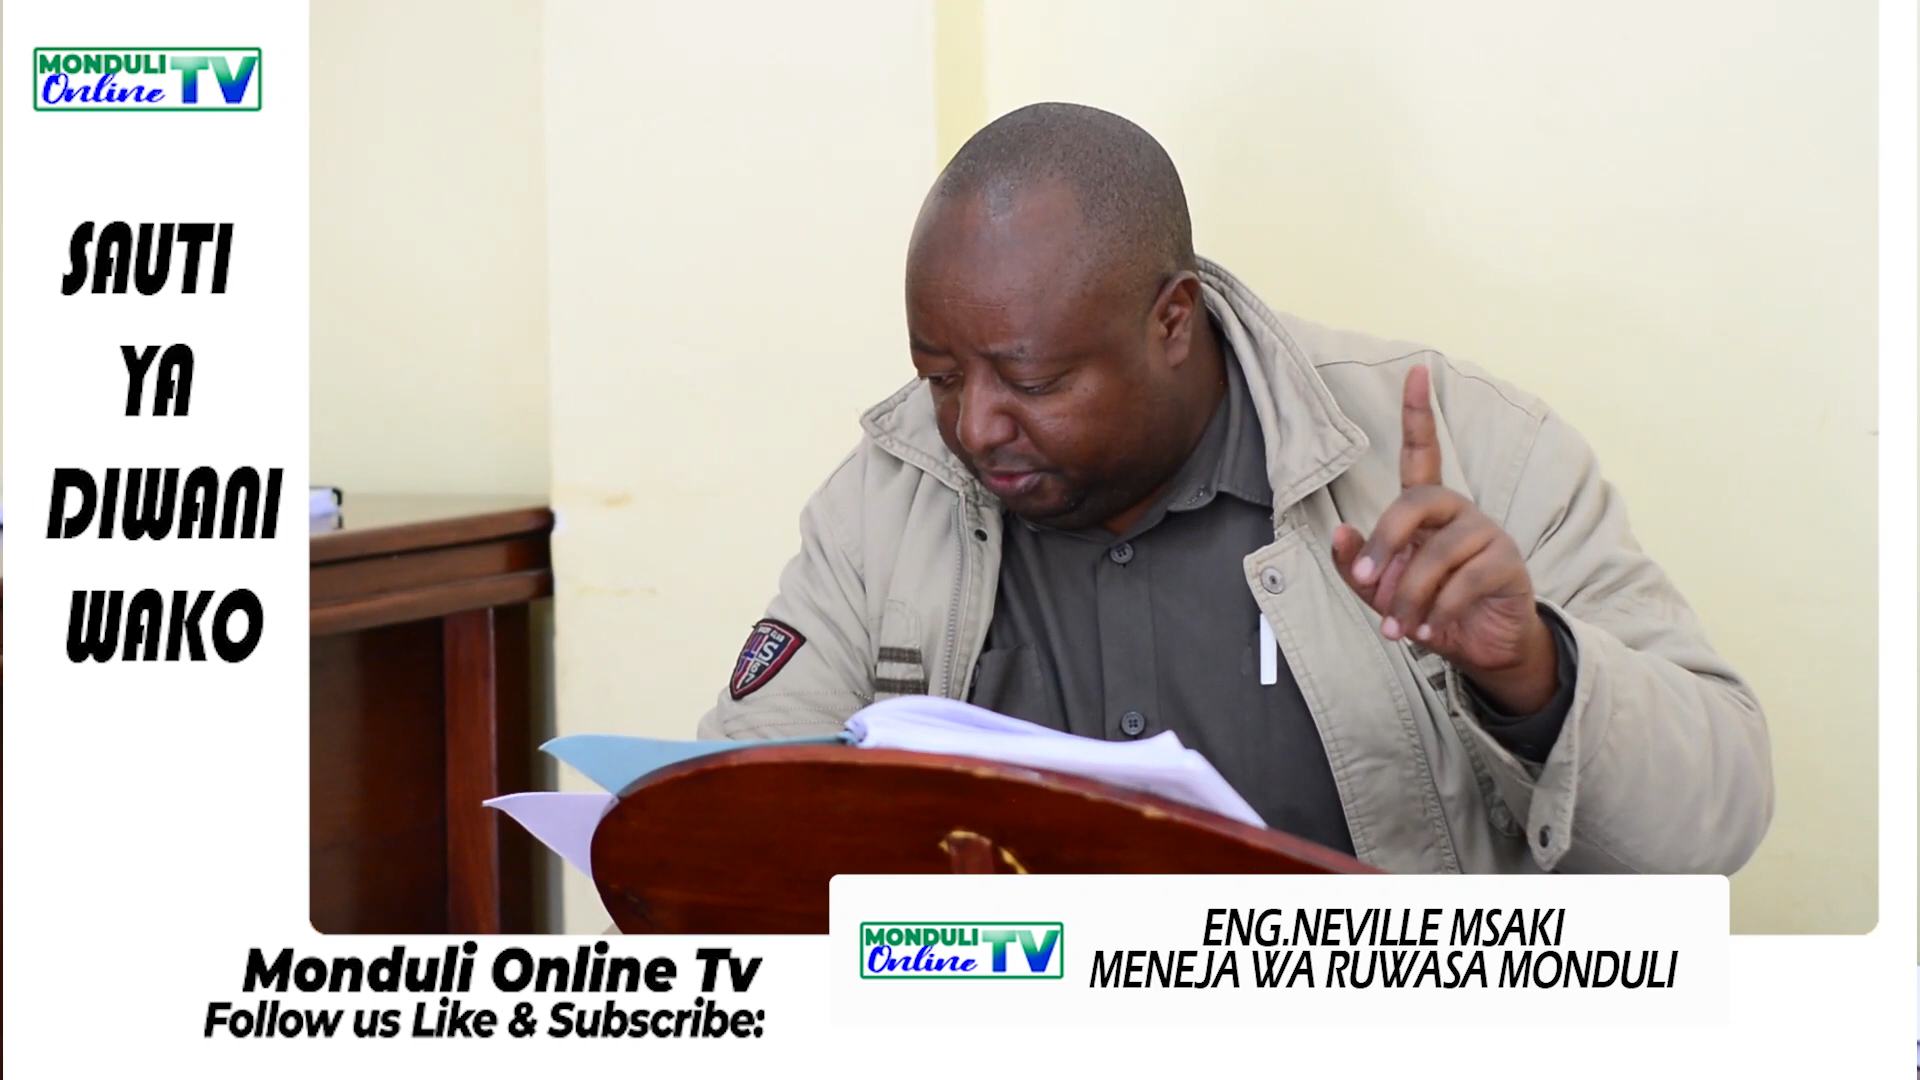 MONDULI
Online TV
SAUTI
YA
DIWANI
WAKO
Monduli Online Tv
Follow us Like & Subscribe:
MONDULI
Online TV
ENG.NEVILLE MSAKI
MENEJA WA RUWASA MONDULI